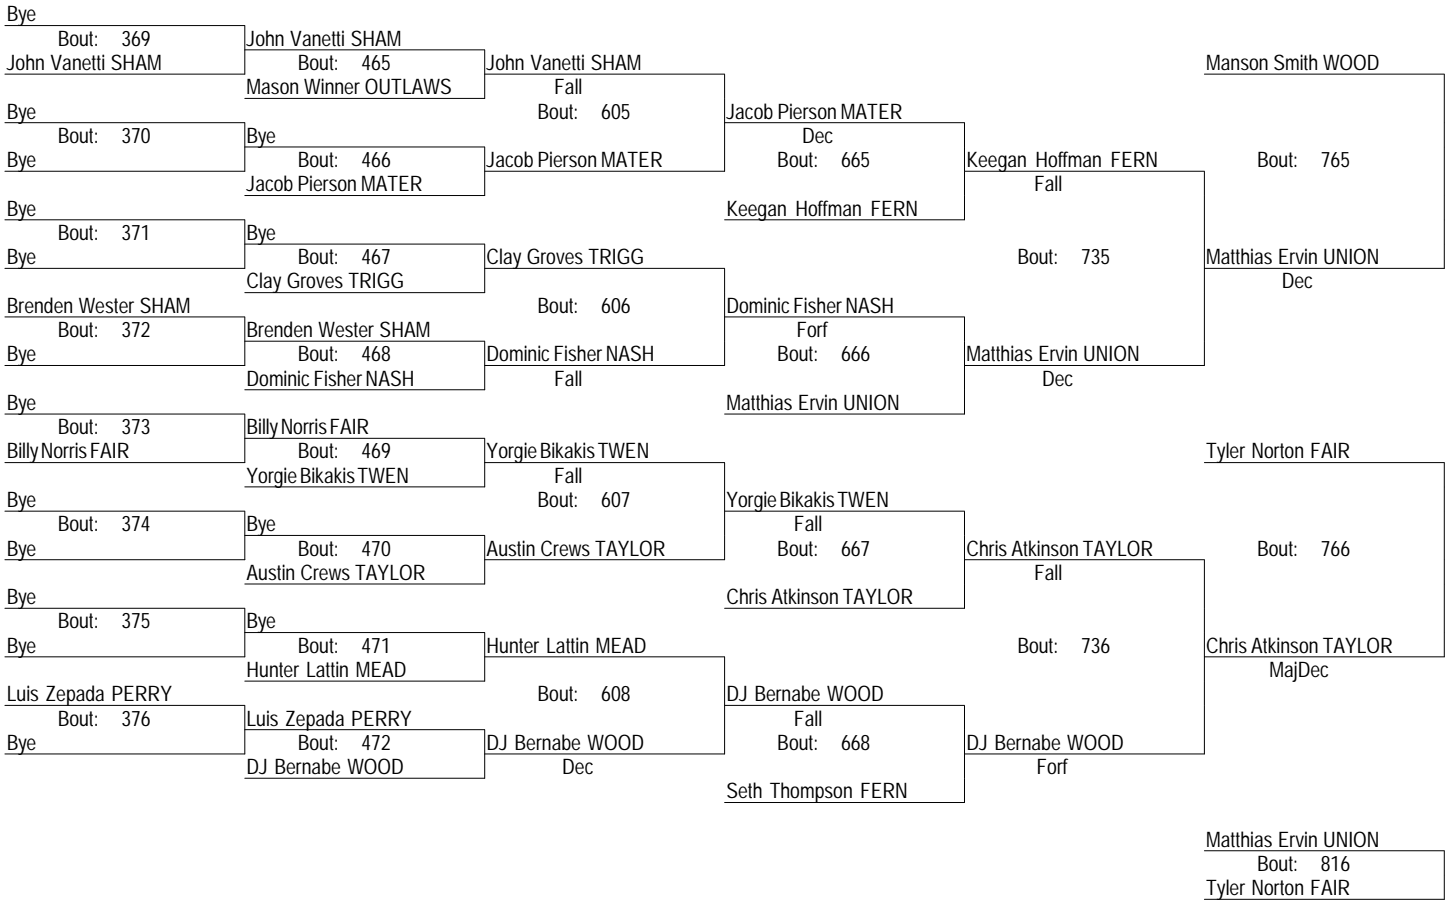 Bye
Bout: 369 John Vanetti SHAM
John Vanetti SHAM Bout: 465 John Vanetti SHAM Manson Smith WOOD
Mason Winner OUTLAWS Fall
Bye Bout: 605 Jacob Pierson MATER
Bout: 370 Bye Dec
Bye Bout: 466 Jacob Pierson MATER Bout: 665 Keegan Hoffman FERN Bout: 765
Jacob Pierson MATER Fall
Bye Keegan Hoffman FERN
Bout: 371 Bye
Bye Bout: 467 Clay Groves TRIGG Bout: 735 Matthias Ervin UNION
Clay Groves TRIGG Dec
Brenden Wester SHAM Bout: 606 Dominic Fisher NASH
Bout: 372 Brenden Wester SHAM Forf
Bye Bout: 468 Dominic Fisher NASH Bout: 666 Matthias Ervin UNION
Dominic Fisher NASH Fall Dec
Bye Matthias Ervin UNION
Bout: 373 Billy Norris FAIR
Billy Norris FAIR Bout: 469 Yorgie Bikakis TWEN Tyler Norton FAIR
Yorgie Bikakis TWEN Fall
Bye Bout: 607 Yorgie Bikakis TWEN
Bout: 374 Bye Fall
Bye Bout: 470 Austin Crews TAYLOR Bout: 667 Chris Atkinson TAYLOR Bout: 766
Austin Crews TAYLOR Fall
Bye Chris Atkinson TAYLOR
Bout: 375 Bye
Bye Bout: 471 Hunter Lattin MEAD Bout: 736 Chris Atkinson TAYLOR
Hunter Lattin MEAD MajDec
Luis Zepada PERRY Bout: 608 DJ Bernabe WOOD
Bout: 376 Luis Zepada PERRY Fall
Bye Bout: 472 DJ Bernabe WOOD Bout: 668 DJ Bernabe WOOD
DJ Bernabe WOOD Dec Forf
Seth Thompson FERN
Matthias Ervin UNION
Bout: 816
Tyler Norton FAIR